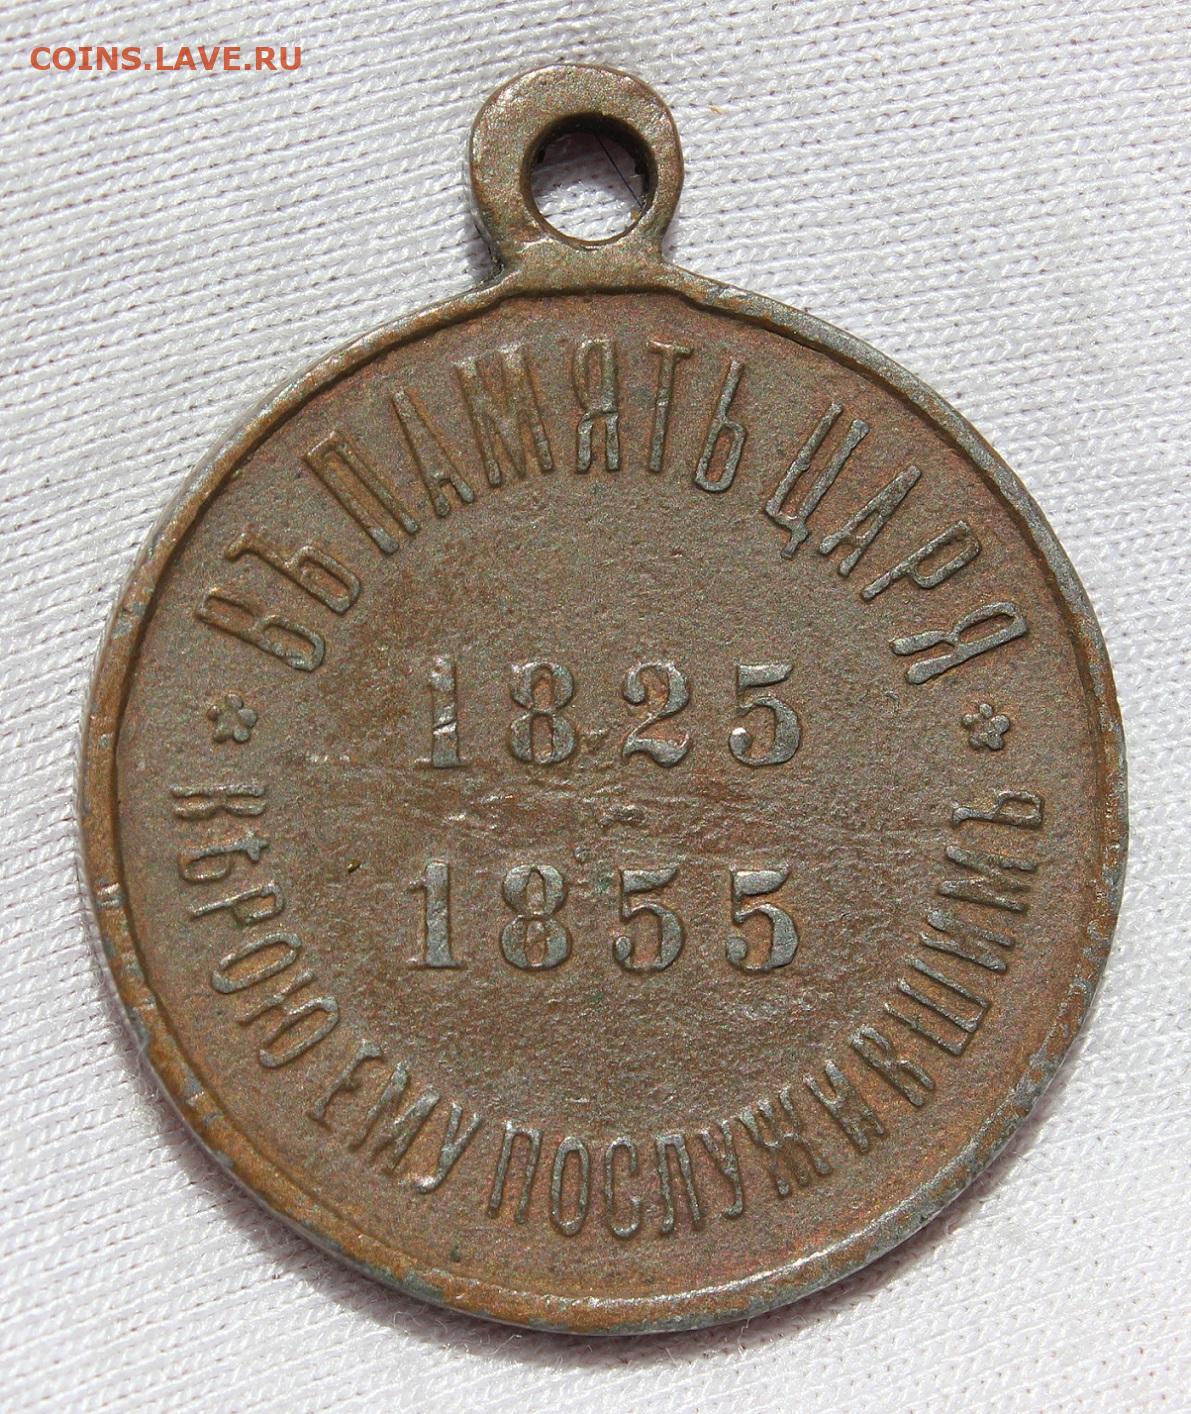 COINS.LAVE.RU
ВЪ ПАМЯТЬ ЦАРЯ
1825
1855
ВѢРОЮ ЕМУ ПОСЛУЖИВШИМЪ